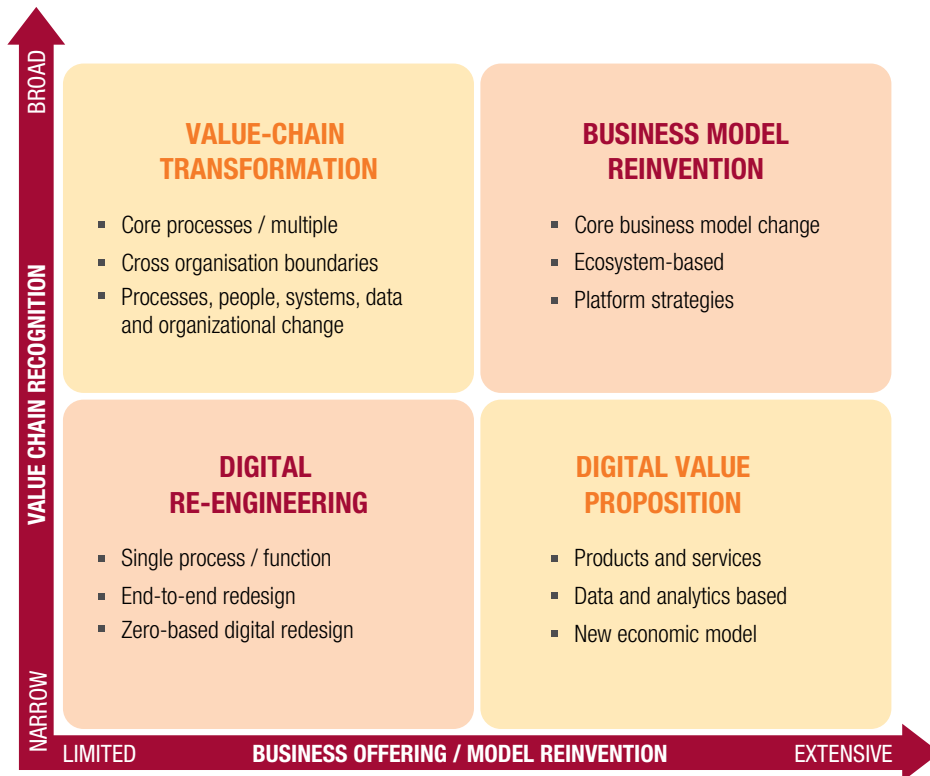 BROAD
VALUE CHAIN RECOGNITION
NARROW
VALUE-CHAIN
TRANSFORMATION
▪ Core processes / multiple
▪ Cross organisation boundaries
▪ Processes, people, systems, data
and organizational change
BUSINESS MODEL
REINVENTION
▪ Core business model change
▪ Ecosystem-based
▪ Platform strategies
DIGITAL
RE-ENGINEERING
▪ Single process / function
▪ End-to-end redesign
▪ Zero-based digital redesign
DIGITAL VALUE
PROPOSITION
▪ Products and services
▪ Data and analytics based
▪ New economic model
LIMITED
BUSINESS OFFERING / MODEL REINVENTION
EXTENSIVE